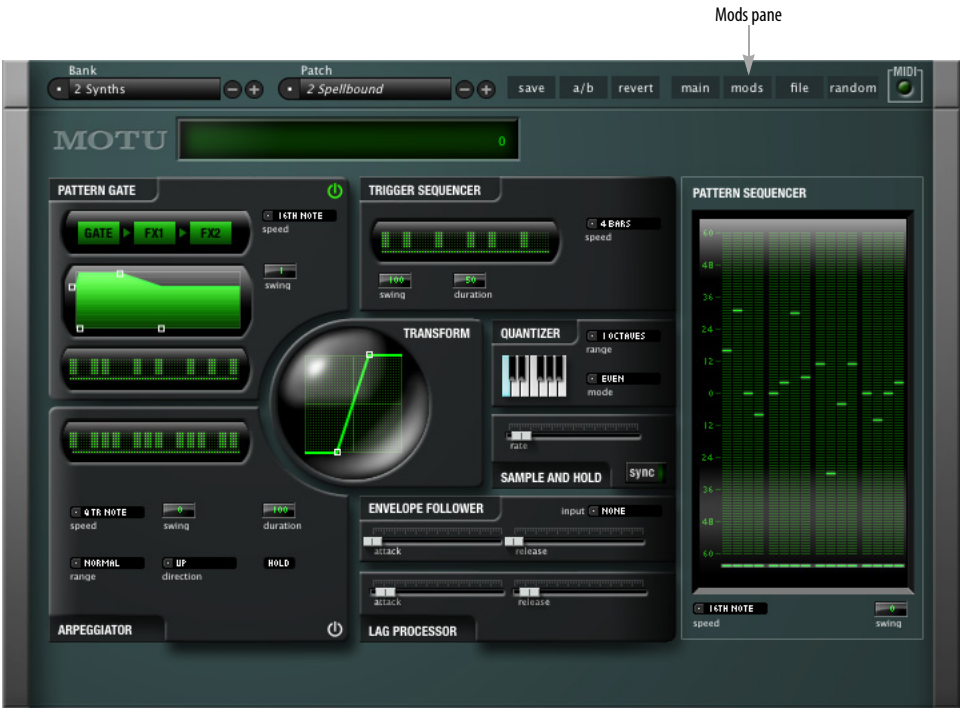 Mods pane
Bank
2 Synths
Patch
2 Spellbound
save
a/b
revert
main
mods
file
random
MIDI
MOTU
0
PATTERN GATE
GATE
FX1
FX2
16TH NOTE
speed
1
swing
TRIGGER SEQUENCER
4 BARS
speed
100
swing
50
duration
TRANSFORM
QUANTIZER
1 OCTAVES
range
EVEN
mode
rate
SAMPLE AND HOLD
sync
QTR NOTE
speed
0
swing
100
duration
NORMAL
range
UP
direction
HOLD
ARPEGGIATOR
ENVELOPE FOLLOWER
input
NONE
attack
release
attack
release
LAG PROCESSOR
PATTERN SEQUENCER
60
48
36
24
12
0
12
24
36
48
60
16TH NOTE
speed
0
swing